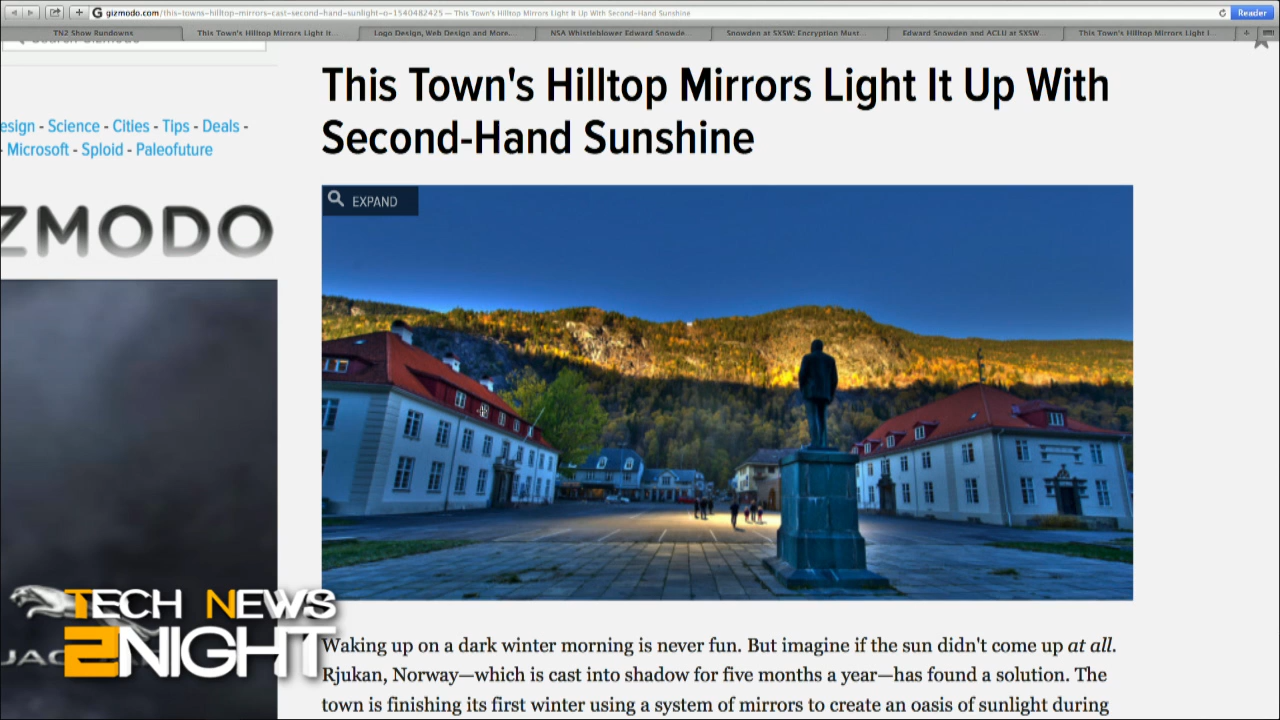 gizmodo.com/this-towns-hilltop-mirrors-cast-second-hand-sunlight-o-1540482425 — This Town's Hilltop Mirrors Light It Up With Second-Hand Sunshine
Reader
TN2 Show Rundowns
This Town's Hilltop Mirrors Light It...
Logo Design, Web Design and More...
NSA Whistleblower Edward Snowde...
Snowden at SXSW: Encryption Must...
Edward Snowden and ACLU at SXSW...
This Town's Hilltop Mirrors Light I...
Search Gizmodo
esign - Science - Cities - Tips - Deals -
- Microsoft - Sploid - Paleofuture
ZMODO
This Town's Hilltop Mirrors Light It Up With
Second-Hand Sunshine
EXPAND
JAG
TECH NEWS
2NIGHT
Waking up on a dark winter morning is never fun. But imagine if the sun didn't come up at all.
Rjukan, Norway—which is cast into shadow for five months a year—has found a solution. The
town is finishing its first winter using a system of mirrors to create an oasis of sunlight during